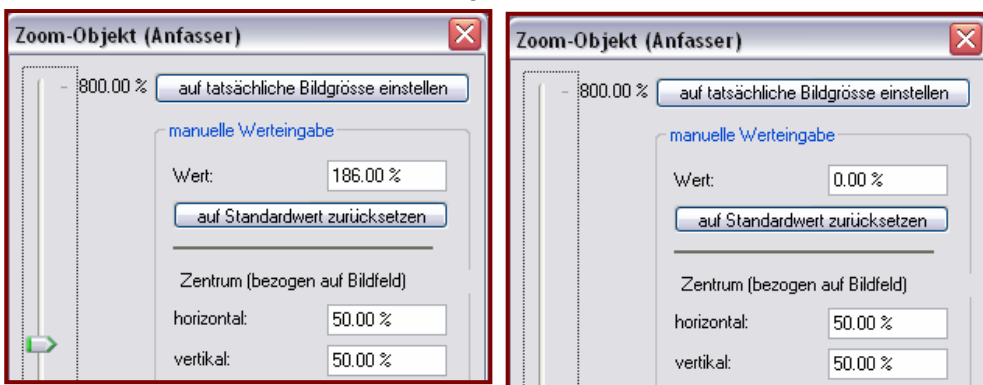 Zoom-Objekt (Anfasser)
800.00 %
auf tatsächliche Bildgrösse einstellen
manuelle Werteingabe
Wert:
186.00 %
auf Standardwert zurücksetzen
Zentrum (bezogen auf Bildfeld)
horizontal:
50.00 %
vertikal:
50.00 %
Zoom-Objekt (Anfasser)
800.00 %
auf tatsächliche Bildgrösse einstellen
manuelle Werteingabe
Wert:
0.00 %
auf Standardwert zurücksetzen
Zentrum (bezogen auf Bildfeld)
horizontal:
50.00 %
vertikal:
50.00 %